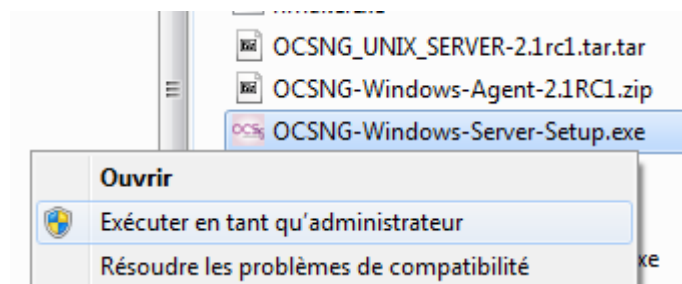 OCSNG_UNIX_SERVER-2.1rc1.tar.tar
OCSNG-Windows-Agent-2.1RC1.zip
OCSNG-Windows-Server-Setup.exe
Ouvrir
Exécuter en tant qu'administrateur
Résoudre les problèmes de compatibilité
xe